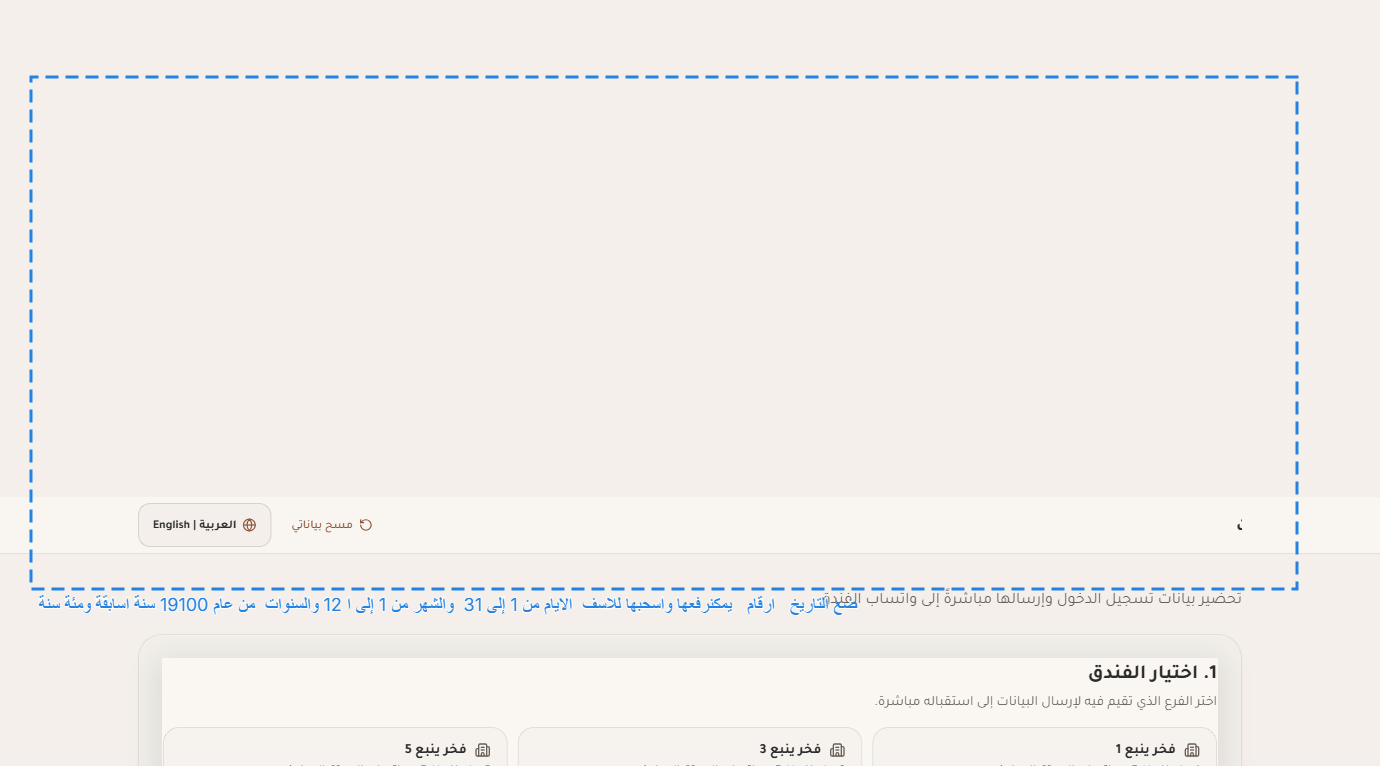 مسح بياناتي
العربية | English
تحضير بيانات تسجيل الدخول وإرسالها مباشرةً إلى واتساب الفندق
ضع التاريخ ارقام يمكنرفعها واسحبها للاسف الايام من 1 إلى 31 والشهر من 1 إلى ا 12 والسنوات من عام 19100 سنة اسابقة ومئة سنة
1. اختيار الفندق
اختر الفرع الذي تقيم فيه لإرسال البيانات إلى استقباله مباشرة.
فخر ينبع 1
فخر ينبع 3
فخر ينبع 5